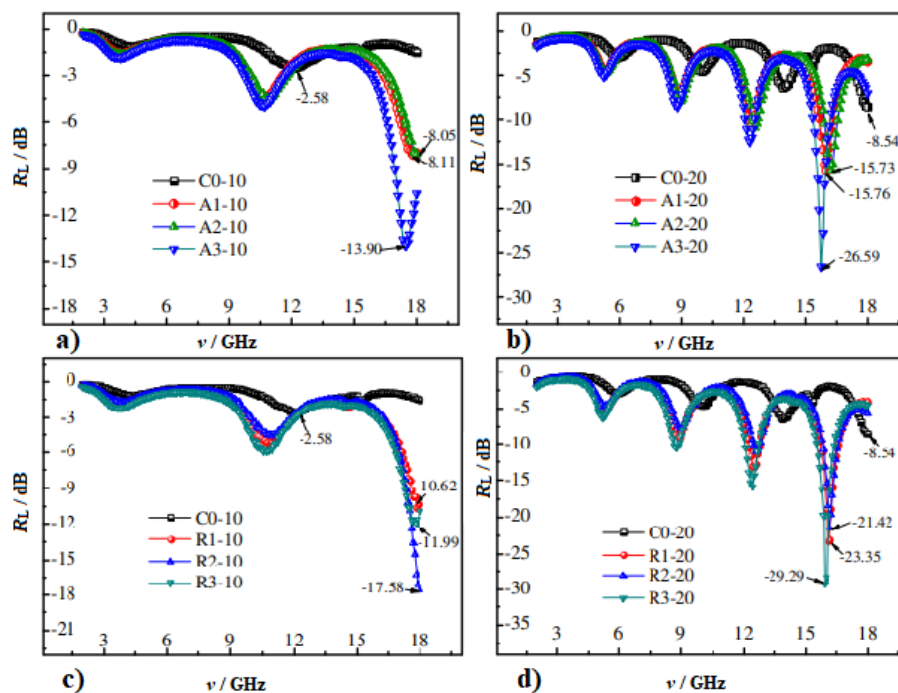 0
-3
-6
-9
-12
-15
-18
R_L / dB
3 6 9 12 15 18
ν / GHz
a)
C0-10
A1-10
A2-10
A3-10
-2.58
-8.05
-8.11
-13.90
0
-5
-10
-15
-20
-25
-30
R_L / dB
3 6 9 12 15 18
ν / GHz
b)
C0-20
A1-20
A2-20
A3-20
-8.54
-15.73
-15.76
-26.59
0
-3
-6
-9
-12
-15
-18
-21
R_L / dB
3 6 9 12 15 18
ν / GHz
c)
C0-10
R1-10
R2-10
R3-10
-2.58
10.62
-11.99
-17.58
0
-5
-10
-15
-20
-25
-30
-35
R_L / dB
3 6 9 12 15 18
ν / GHz
d)
C0-20
R1-20
R2-20
R3-20
-8.54
-21.42
-23.35
-29.29